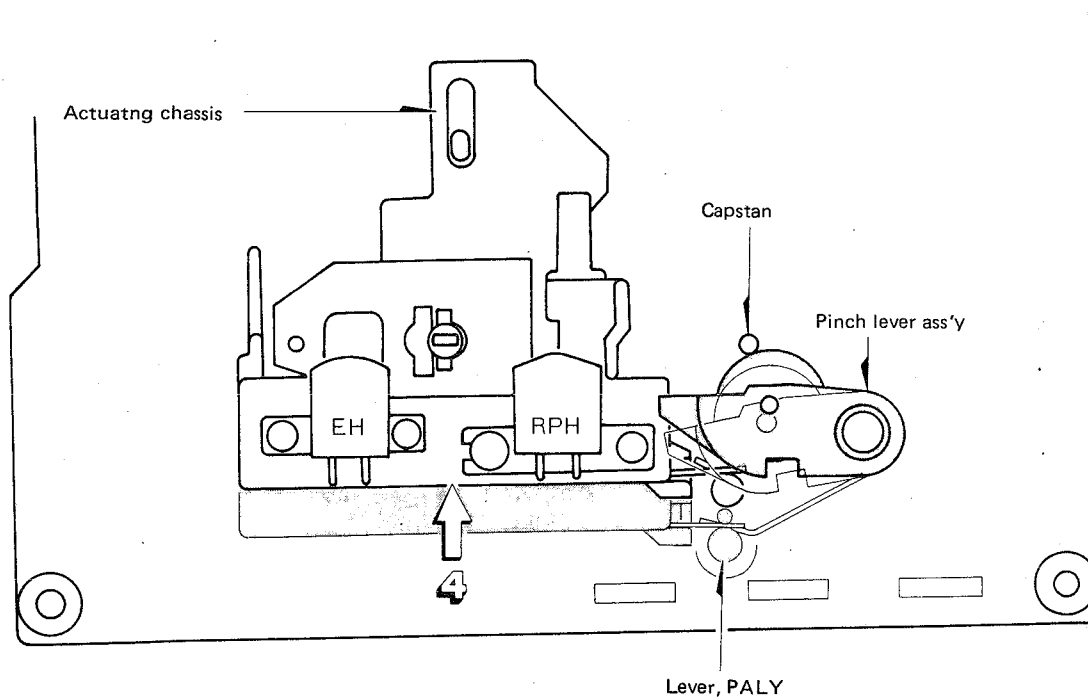 Actuatng chassis
Capstan
Pinch lever ass'y
EH
RPH
4
Lever, PALY